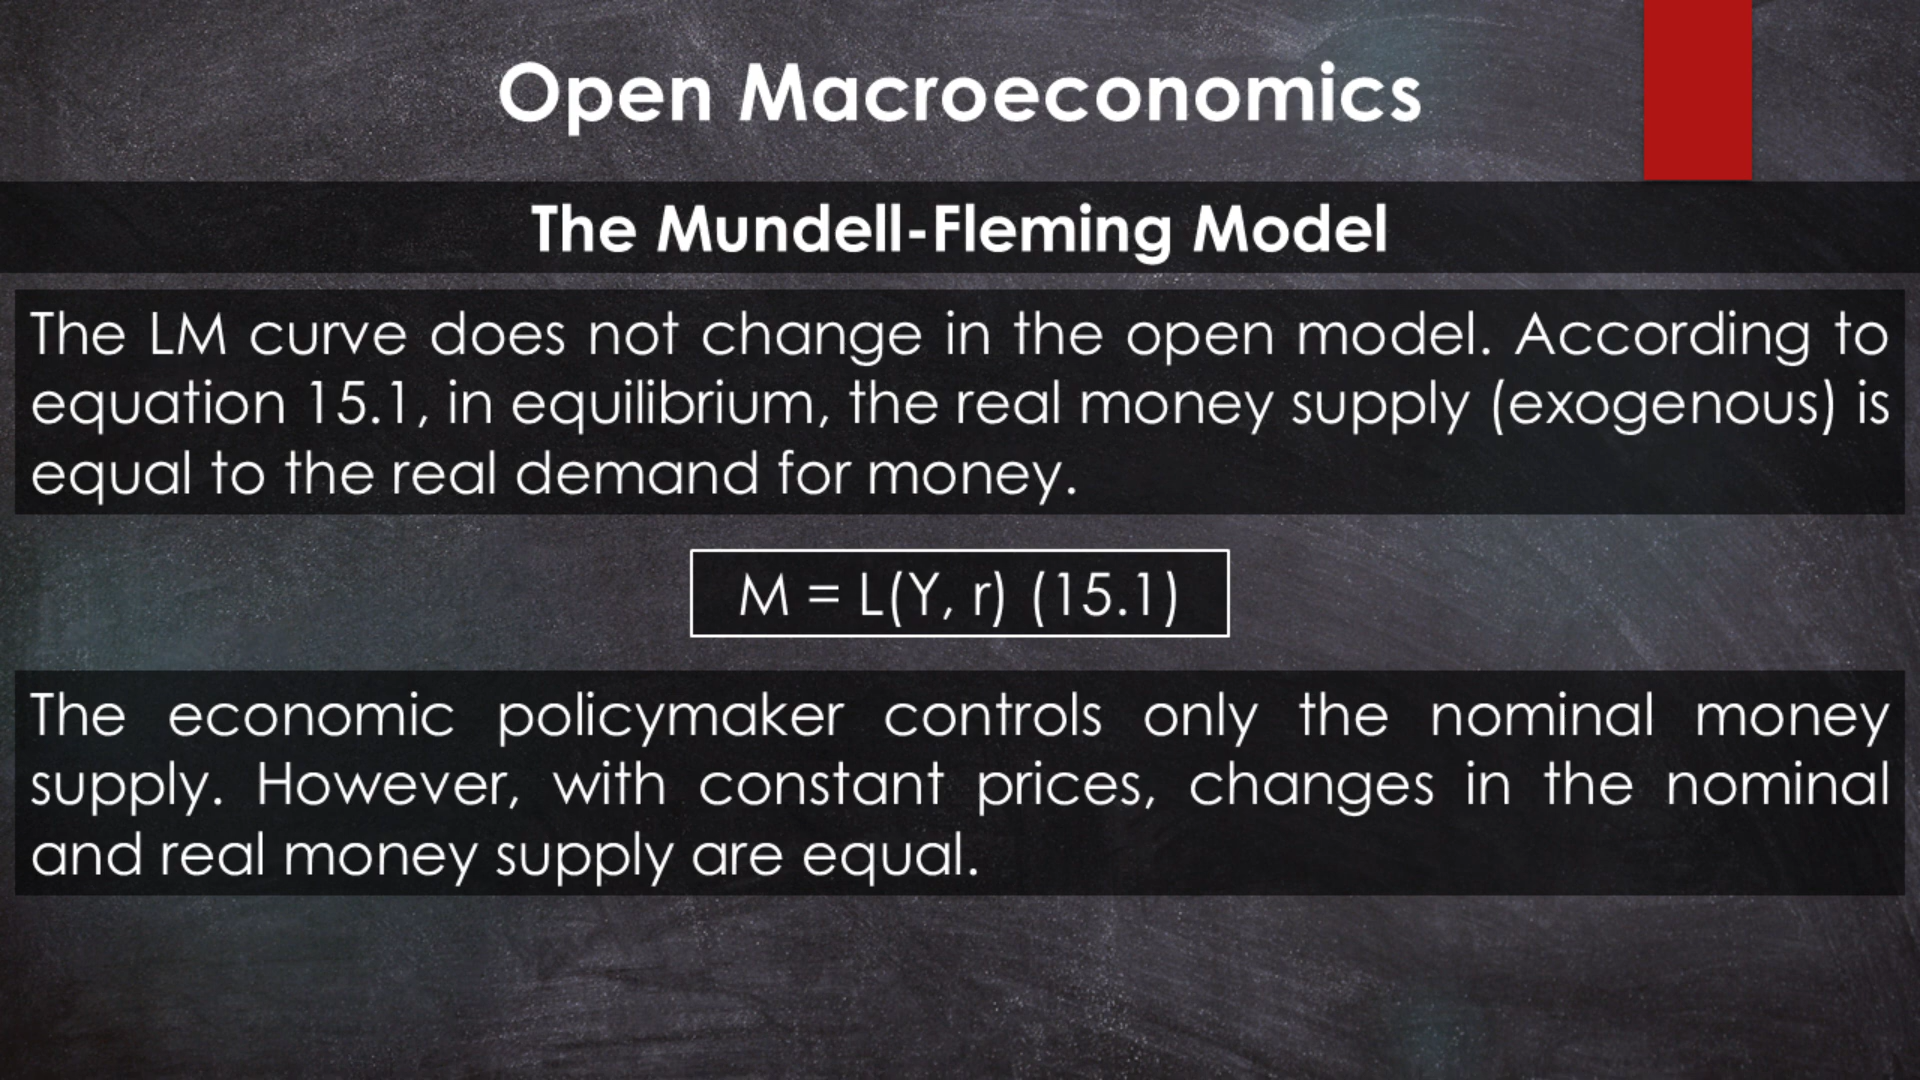 Open Macroeconomics
The Mundell-Fleming Model
The LM curve does not change in the open model. According to
equation 15.1, in equilibrium, the real money supply (exogenous) is
equal to the real demand for money.
M = L(Y, r) (15.1)
The economic policymaker controls only the nominal money
supply. However, with constant prices, changes in the nominal
and real money supply are equal.